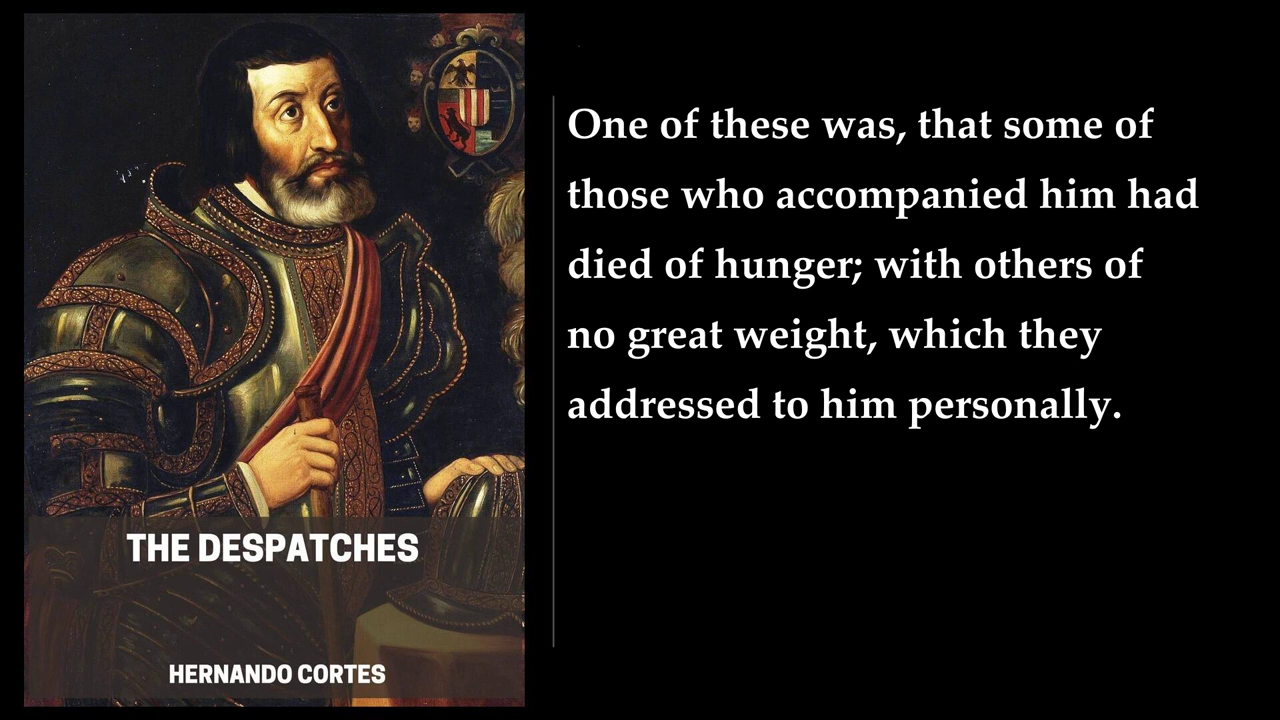 THE DESPATCHES
HERNANDO CORTES
One of these was, that some of
those who accompanied him had
died of hunger; with others of
no great weight, which they
addressed to him personally.